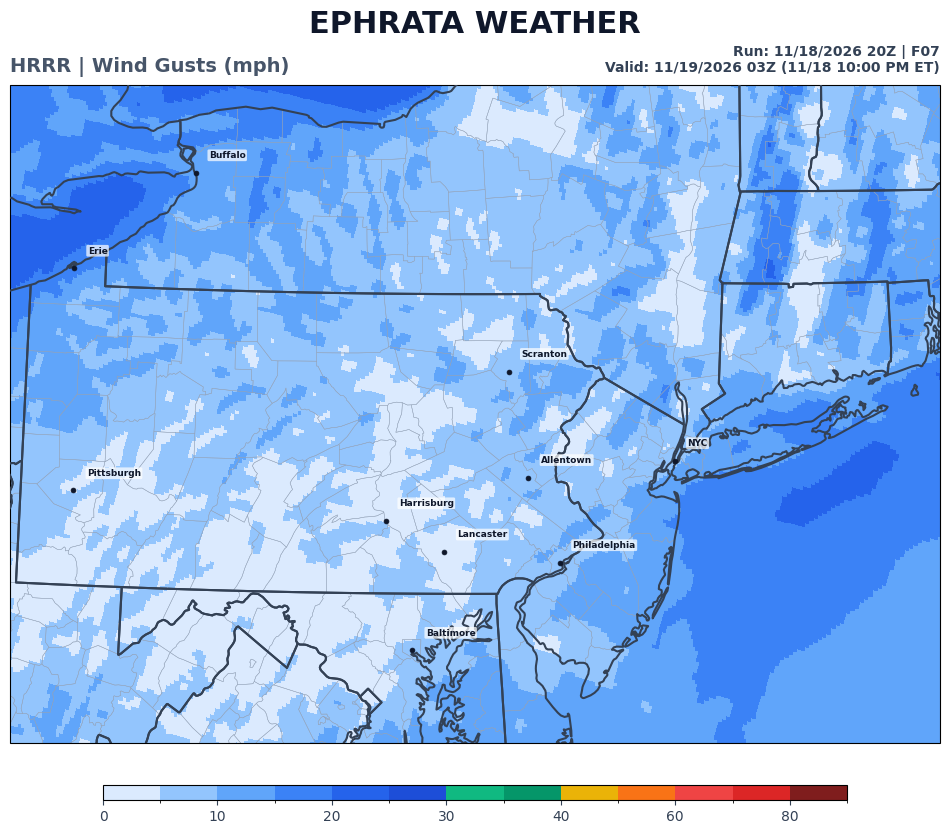 EPHRATA WEATHER
HRRR | Wind Gusts (mph)
Run: 11/18/2026 20Z | F07
Valid: 11/19/2026 03Z (11/18 10:00 PM ET)
Buffalo
Erie
Scranton
NYC
Allentown
Pittsburgh
Harrisburg
Lancaster
Philadelphia
Baltimore
0 10 20 30 40 50 60 70 80